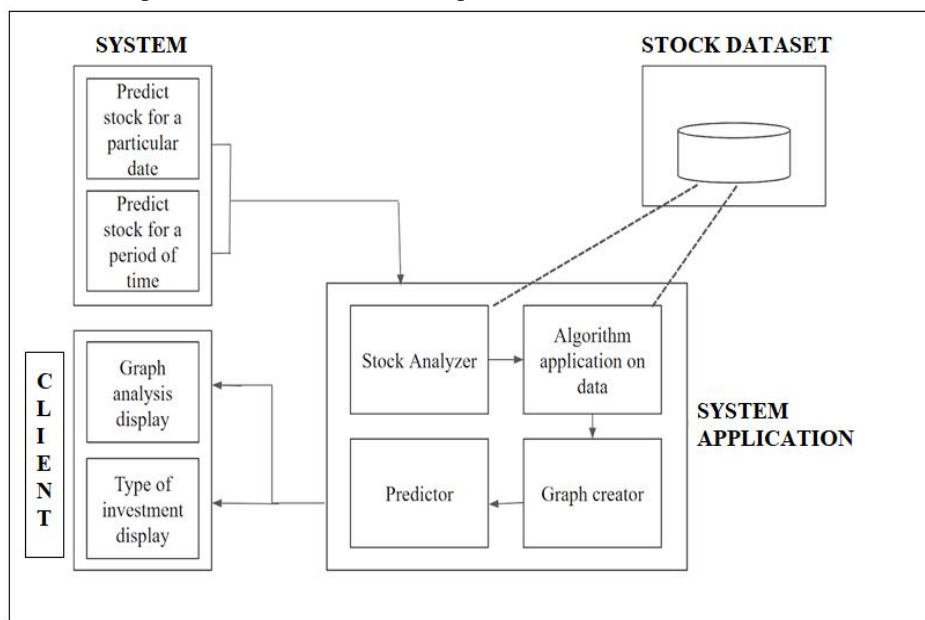 SYSTEM
Predict
stock for a
particular
date
Predict
stock for a
period of
time
STOCK DATASET
Stock Analyzer
Algorithm
application on
data
Predictor
Graph creator
SYSTEM
APPLICATION
C
L
I
E
N
T
Graph
analysis
display
Type of
investment
display